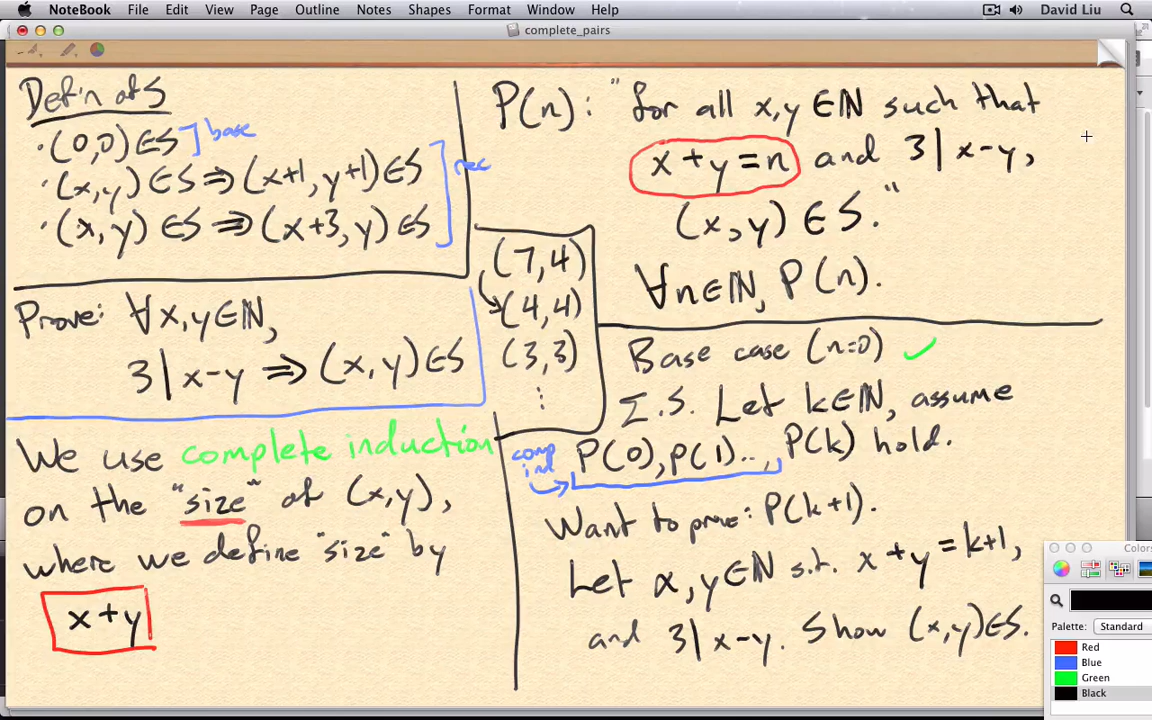 NoteBook File Edit View Page Outline Notes Shapes Format Window Help David Liu
complete_pairs
Def'n of S
· (0,0) ∈ S ] base
· (x,y) ∈ S ⇒ (x+1, y+1) ∈ S
· (x,y) ∈ S ⇒ (x+3, y) ∈ S
rec
Prove: ∀x,y∈ℕ,
3 | x-y ⇒ (x,y) ∈ S
We use complete induction
on the "size" of (x,y),
where we define "size" by
x+y
(7,4)
(4,4)
(3,3)
⋮
P(n): "for all x,y ∈ ℕ such that
x+y=n and 3 | x-y,
(x,y) ∈ S."
∀n∈ℕ, P(n).
Base case (n=0) ✓
I.S. Let k∈ℕ, assume
comp ind P(0), P(1)..., P(k) hold.
Want to prove: P(k+1).
Let x,y∈ℕ s.t. x+y=k+1,
and 3 | x-y. Show (x,y)∈S.
Colors
Palette: Standard
Red
Blue
Green
Black